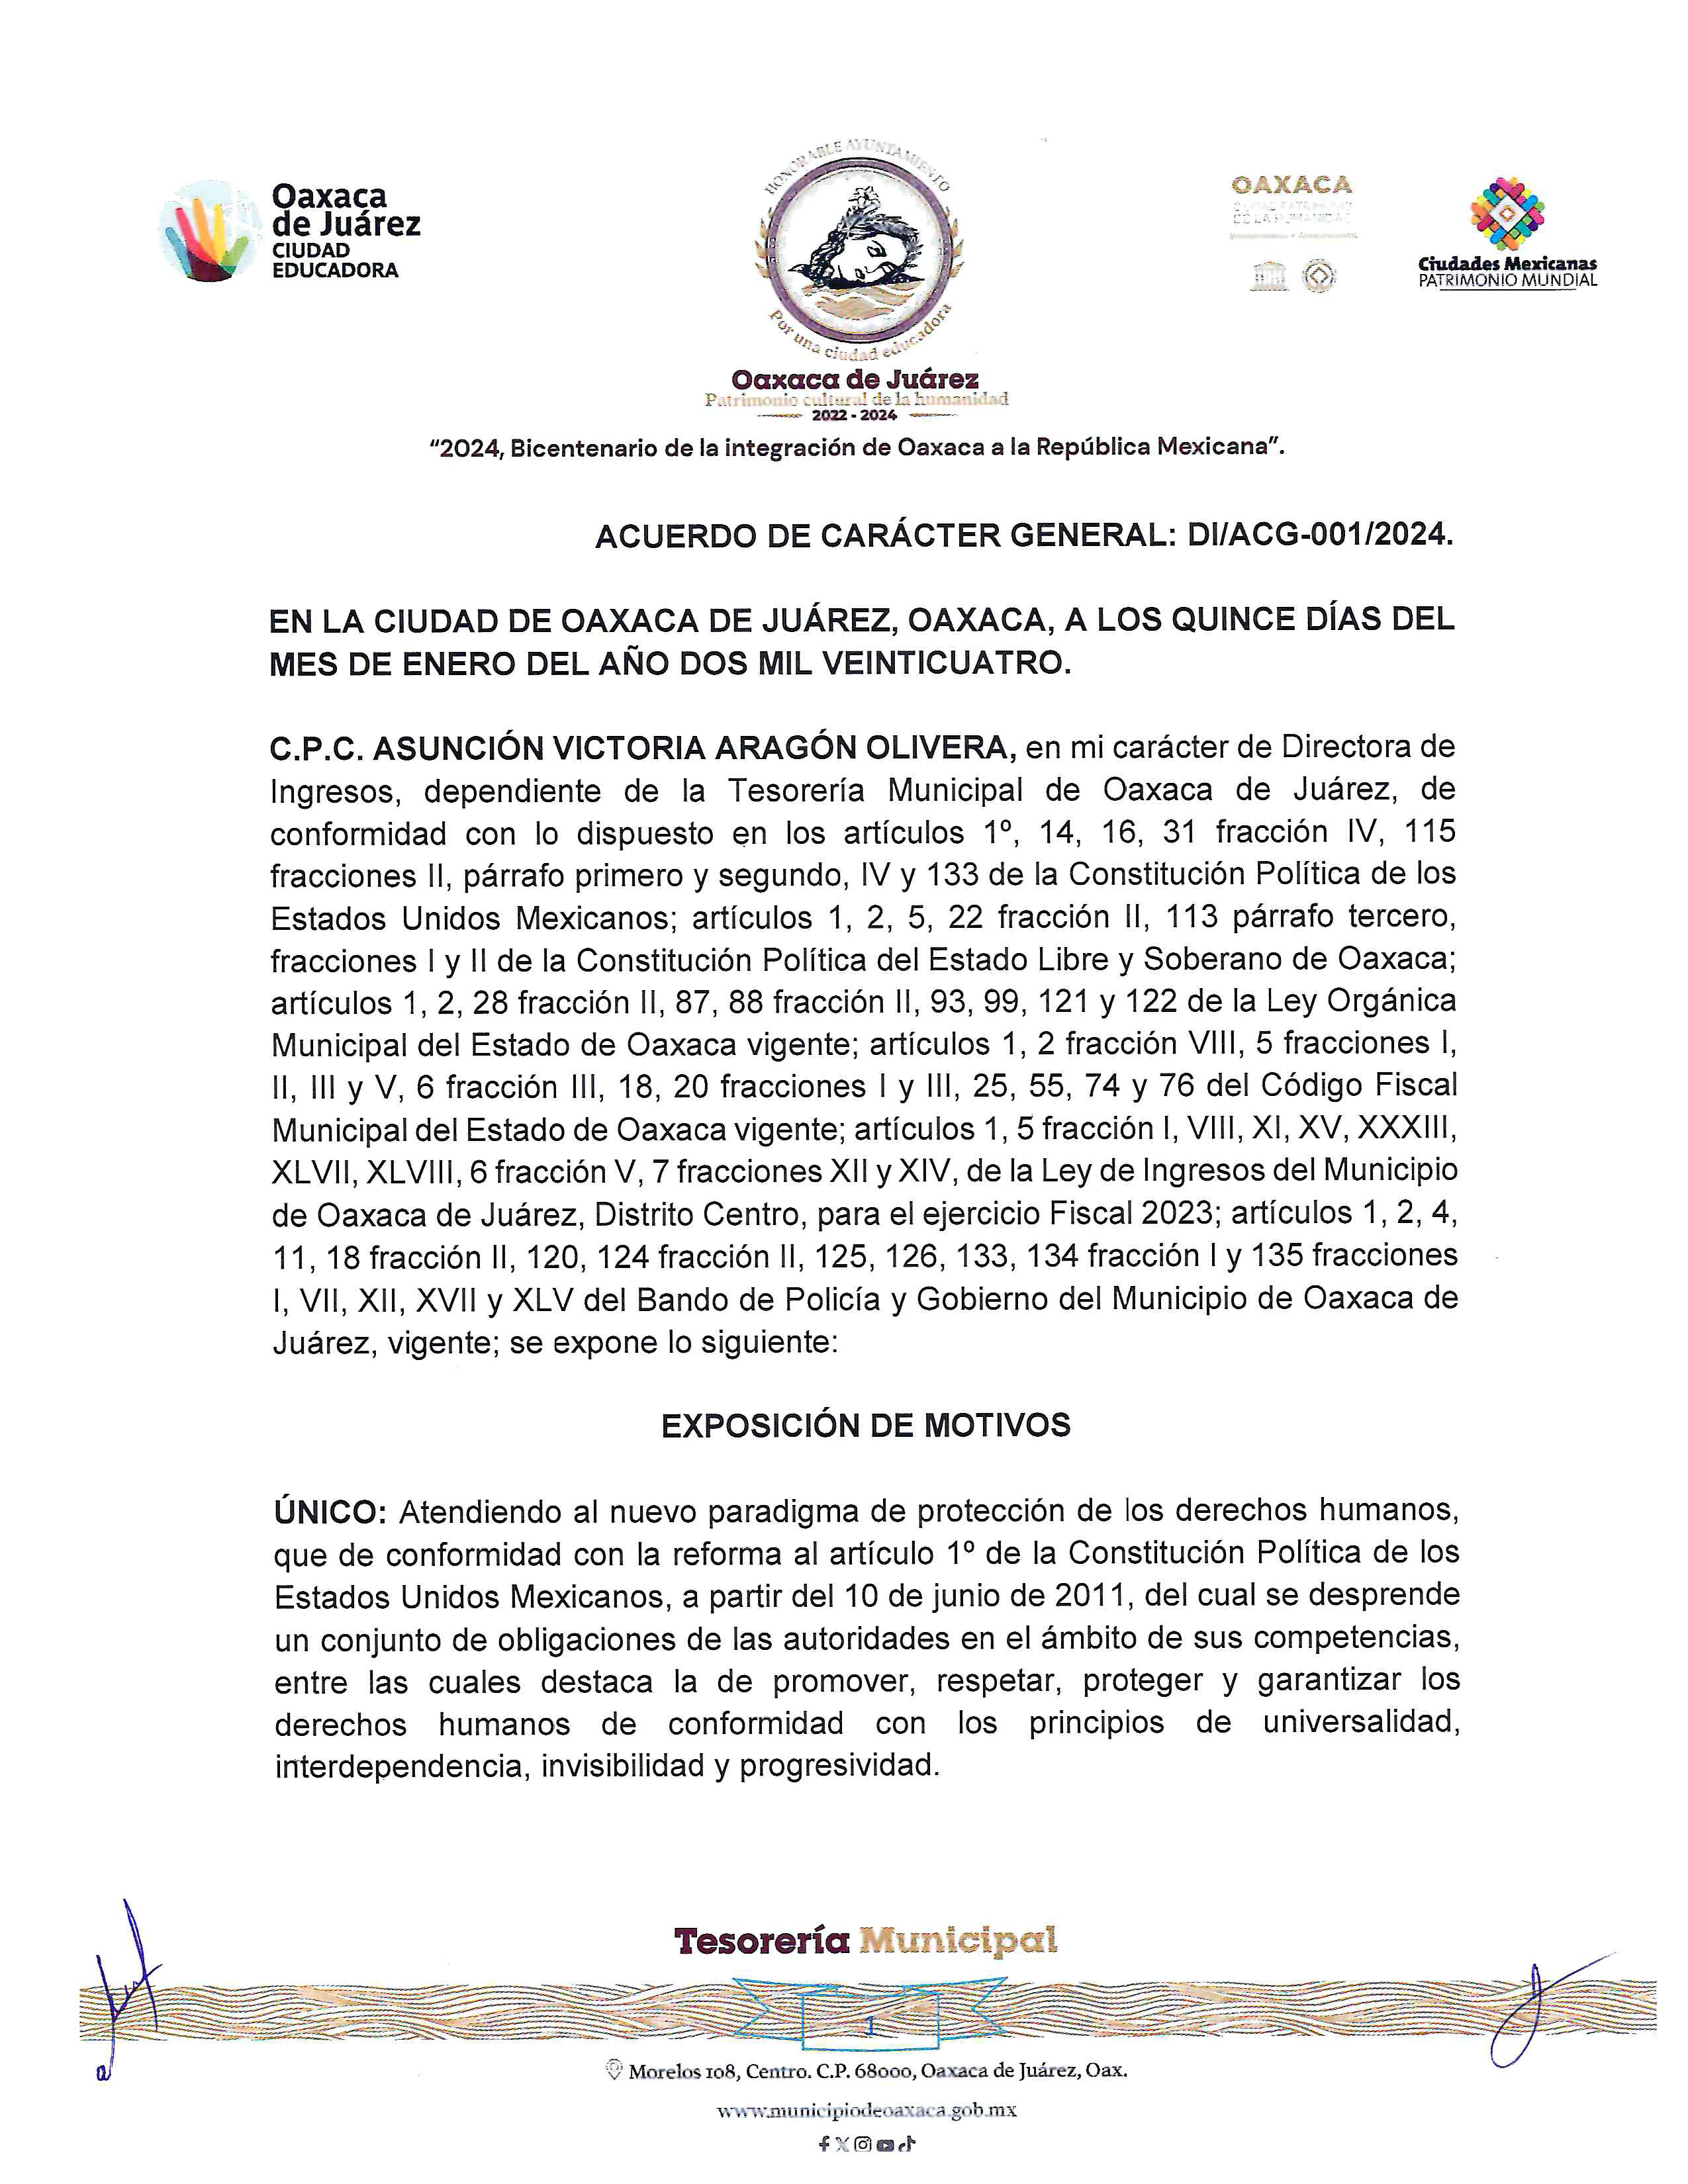 Oaxaca
de Juárez
CIUDAD
EDUCADORA
HONORABLE AYUNTAMIENTO
Por una ciudad educadora
Oaxaca de Juárez
Patrimonio cultural de la humanidad
2022 - 2024
OAXACA
CIUDAD PATRIMONIO
DE LA HUMANIDAD
Ciudades Mexicanas
PATRIMONIO MUNDIAL
“2024, Bicentenario de la integración de Oaxaca a la República Mexicana”.
ACUERDO DE CARÁCTER GENERAL: DI/ACG-001/2024.
EN LA CIUDAD DE OAXACA DE JUÁREZ, OAXACA, A LOS QUINCE DÍAS DEL
MES DE ENERO DEL AÑO DOS MIL VEINTICUATRO.
C.P.C. ASUNCIÓN VICTORIA ARAGÓN OLIVERA, en mi carácter de Directora de
Ingresos, dependiente de la Tesorería Municipal de Oaxaca de Juárez, de
conformidad con lo dispuesto en los artículos 1º, 14, 16, 31 fracción IV, 115
fracciones II, párrafo primero y segundo, IV y 133 de la Constitución Política de los
Estados Unidos Mexicanos; artículos 1, 2, 5, 22 fracción II, 113 párrafo tercero,
fracciones I y II de la Constitución Política del Estado Libre y Soberano de Oaxaca;
artículos 1, 2, 28 fracción II, 87, 88 fracción II, 93, 99, 121 y 122 de la Ley Orgánica
Municipal del Estado de Oaxaca vigente; artículos 1, 2 fracción VIII, 5 fracciones I,
II, III y V, 6 fracción III, 18, 20 fracciones I y III, 25, 55, 74 y 76 del Código Fiscal
Municipal del Estado de Oaxaca vigente; artículos 1, 5 fracción I, VIII, XI, XV, XXXIII,
XLVII, XLVIII, 6 fracción V, 7 fracciones XII y XIV, de la Ley de Ingresos del Municipio
de Oaxaca de Juárez, Distrito Centro, para el ejercicio Fiscal 2023; artículos 1, 2, 4,
11, 18 fracción II, 120, 124 fracción II, 125, 126, 133, 134 fracción I y 135 fracciones
I, VII, XII, XVII y XLV del Bando de Policía y Gobierno del Municipio de Oaxaca de
Juárez, vigente; se expone lo siguiente:
EXPOSICIÓN DE MOTIVOS
ÚNICO: Atendiendo al nuevo paradigma de protección de los derechos humanos,
que de conformidad con la reforma al artículo 1º de la Constitución Política de los
Estados Unidos Mexicanos, a partir del 10 de junio de 2011, del cual se desprende
un conjunto de obligaciones de las autoridades en el ámbito de sus competencias,
entre las cuales destaca la de promover, respetar, proteger y garantizar los
derechos humanos de conformidad con los principios de universalidad,
interdependencia, invisibilidad y progresividad.
Tesorería Municipal
1
Morelos 108, Centro. C.P. 68000, Oaxaca de Juárez, Oax.
www.municipiodeoaxaca.gob.mx